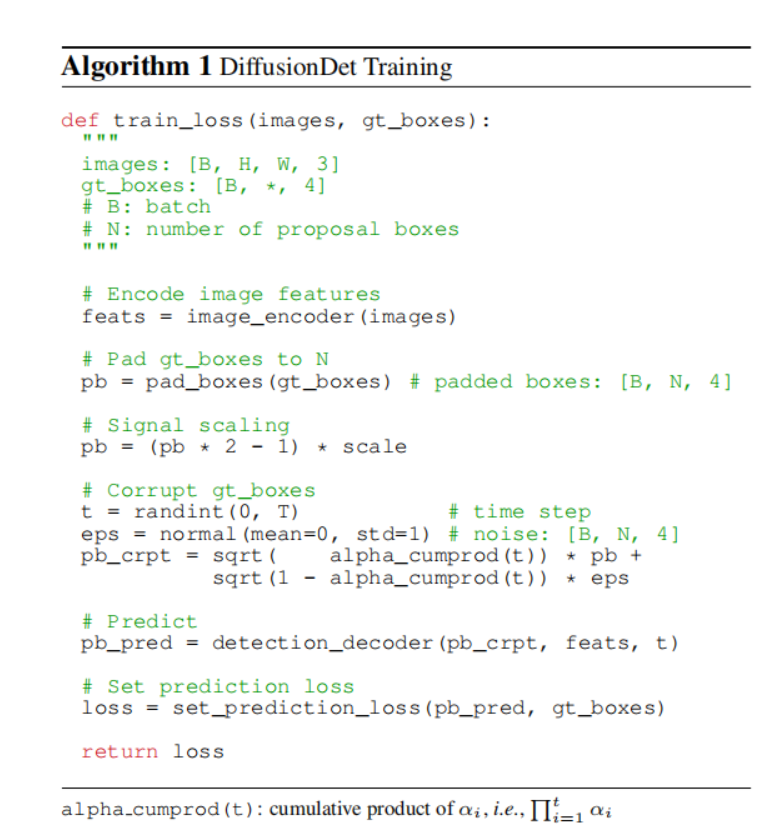 Algorithm 1 DiffusionDet Training
def train_loss(images, gt_boxes):
"""
images: [B, H, W, 3]
gt_boxes: [B, *, 4]
# B: batch
# N: number of proposal boxes
"""
# Encode image features
feats = image_encoder(images)
# Pad gt_boxes to N
pb = pad_boxes(gt_boxes) # padded boxes: [B, N, 4]
# Signal scaling
pb = (pb * 2 - 1) * scale
# Corrupt gt_boxes
t = randint(0, T)           # time step
eps = normal(mean=0, std=1) # noise: [B, N, 4]
pb_crpt = sqrt(    alpha_cumprod(t)) * pb +
          sqrt(1 - alpha_cumprod(t)) * eps
# Predict
pb_pred = detection_decoder(pb_crpt, feats, t)
# Set prediction loss
loss = set_prediction_loss(pb_pred, gt_boxes)
return loss
alpha_cumprod(t): cumulative product of αᵢ, i.e., ∏ᵗᵢ₌₁ αᵢ